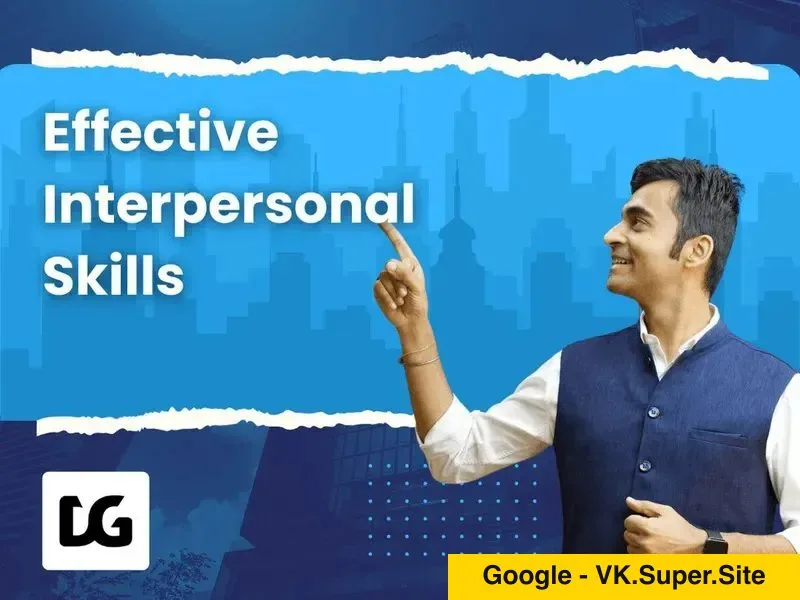 Effective
Interpersonal
Skills
DG
Google - VK.Super.Site